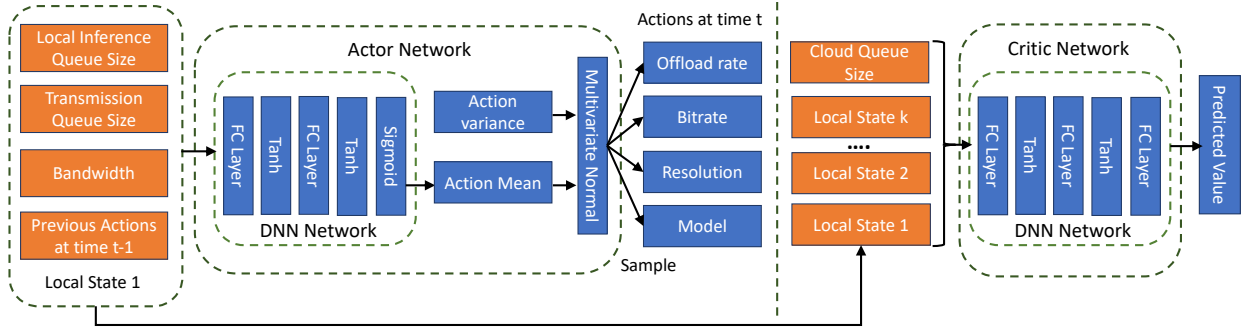 Local Inference
Queue Size
Transmission
Queue Size
Bandwidth
Previous Actions
at time t-1
Local State 1
Actor Network
FC Layer
Tanh
FC Layer
Tanh
Sigmoid
DNN Network
Action
variance
Action Mean
Multivariate Normal
Sample
Actions at time t
Offload rate
Bitrate
Resolution
Model
Cloud Queue
Size
Local State k
....
Local State 2
Local State 1
Critic Network
FC Layer
Tanh
FC Layer
Tanh
FC Layer
DNN Network
Predicted Value